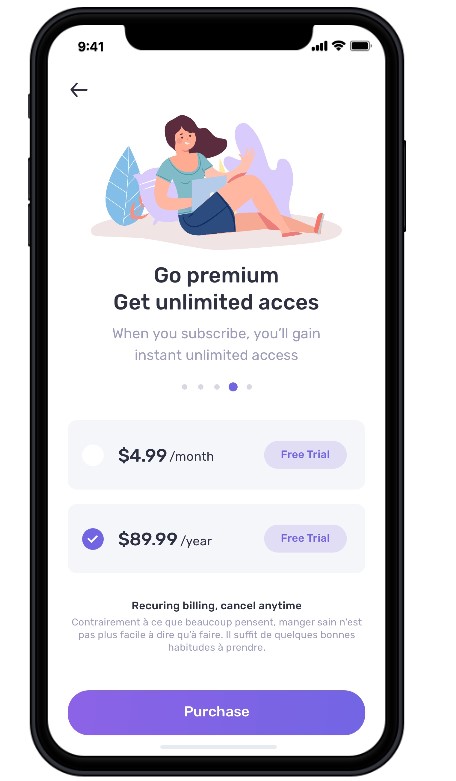 9:41
Go premium
Get unlimited acces
When you subscribe, you'll gain
instant unlimited access
$4.99 /month
Free Trial
$89.99 /year
Free Trial
Recuring billing, cancel anytime
Contrairement à ce que beaucoup pensent, manger sain n'est
pas plus facile à dire qu'à faire. Il suffit de quelques bonnes
habitudes à prendre.
Purchase